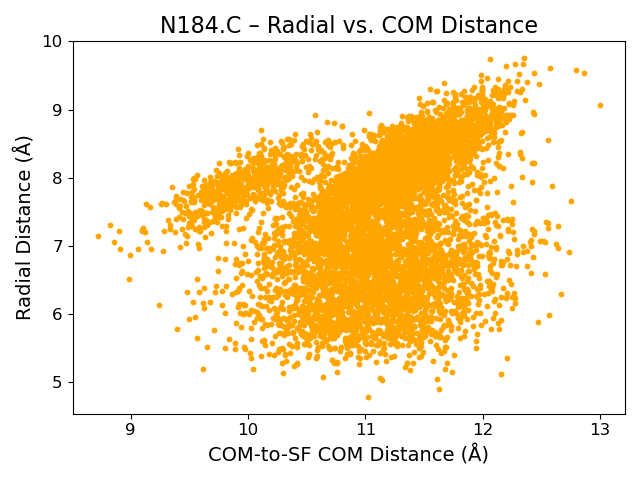 N184.C – Radial vs. COM Distance
Radial Distance (Å)
10
9
8
7
6
5
9 10 11 12 13
COM-to-SF COM Distance (Å)